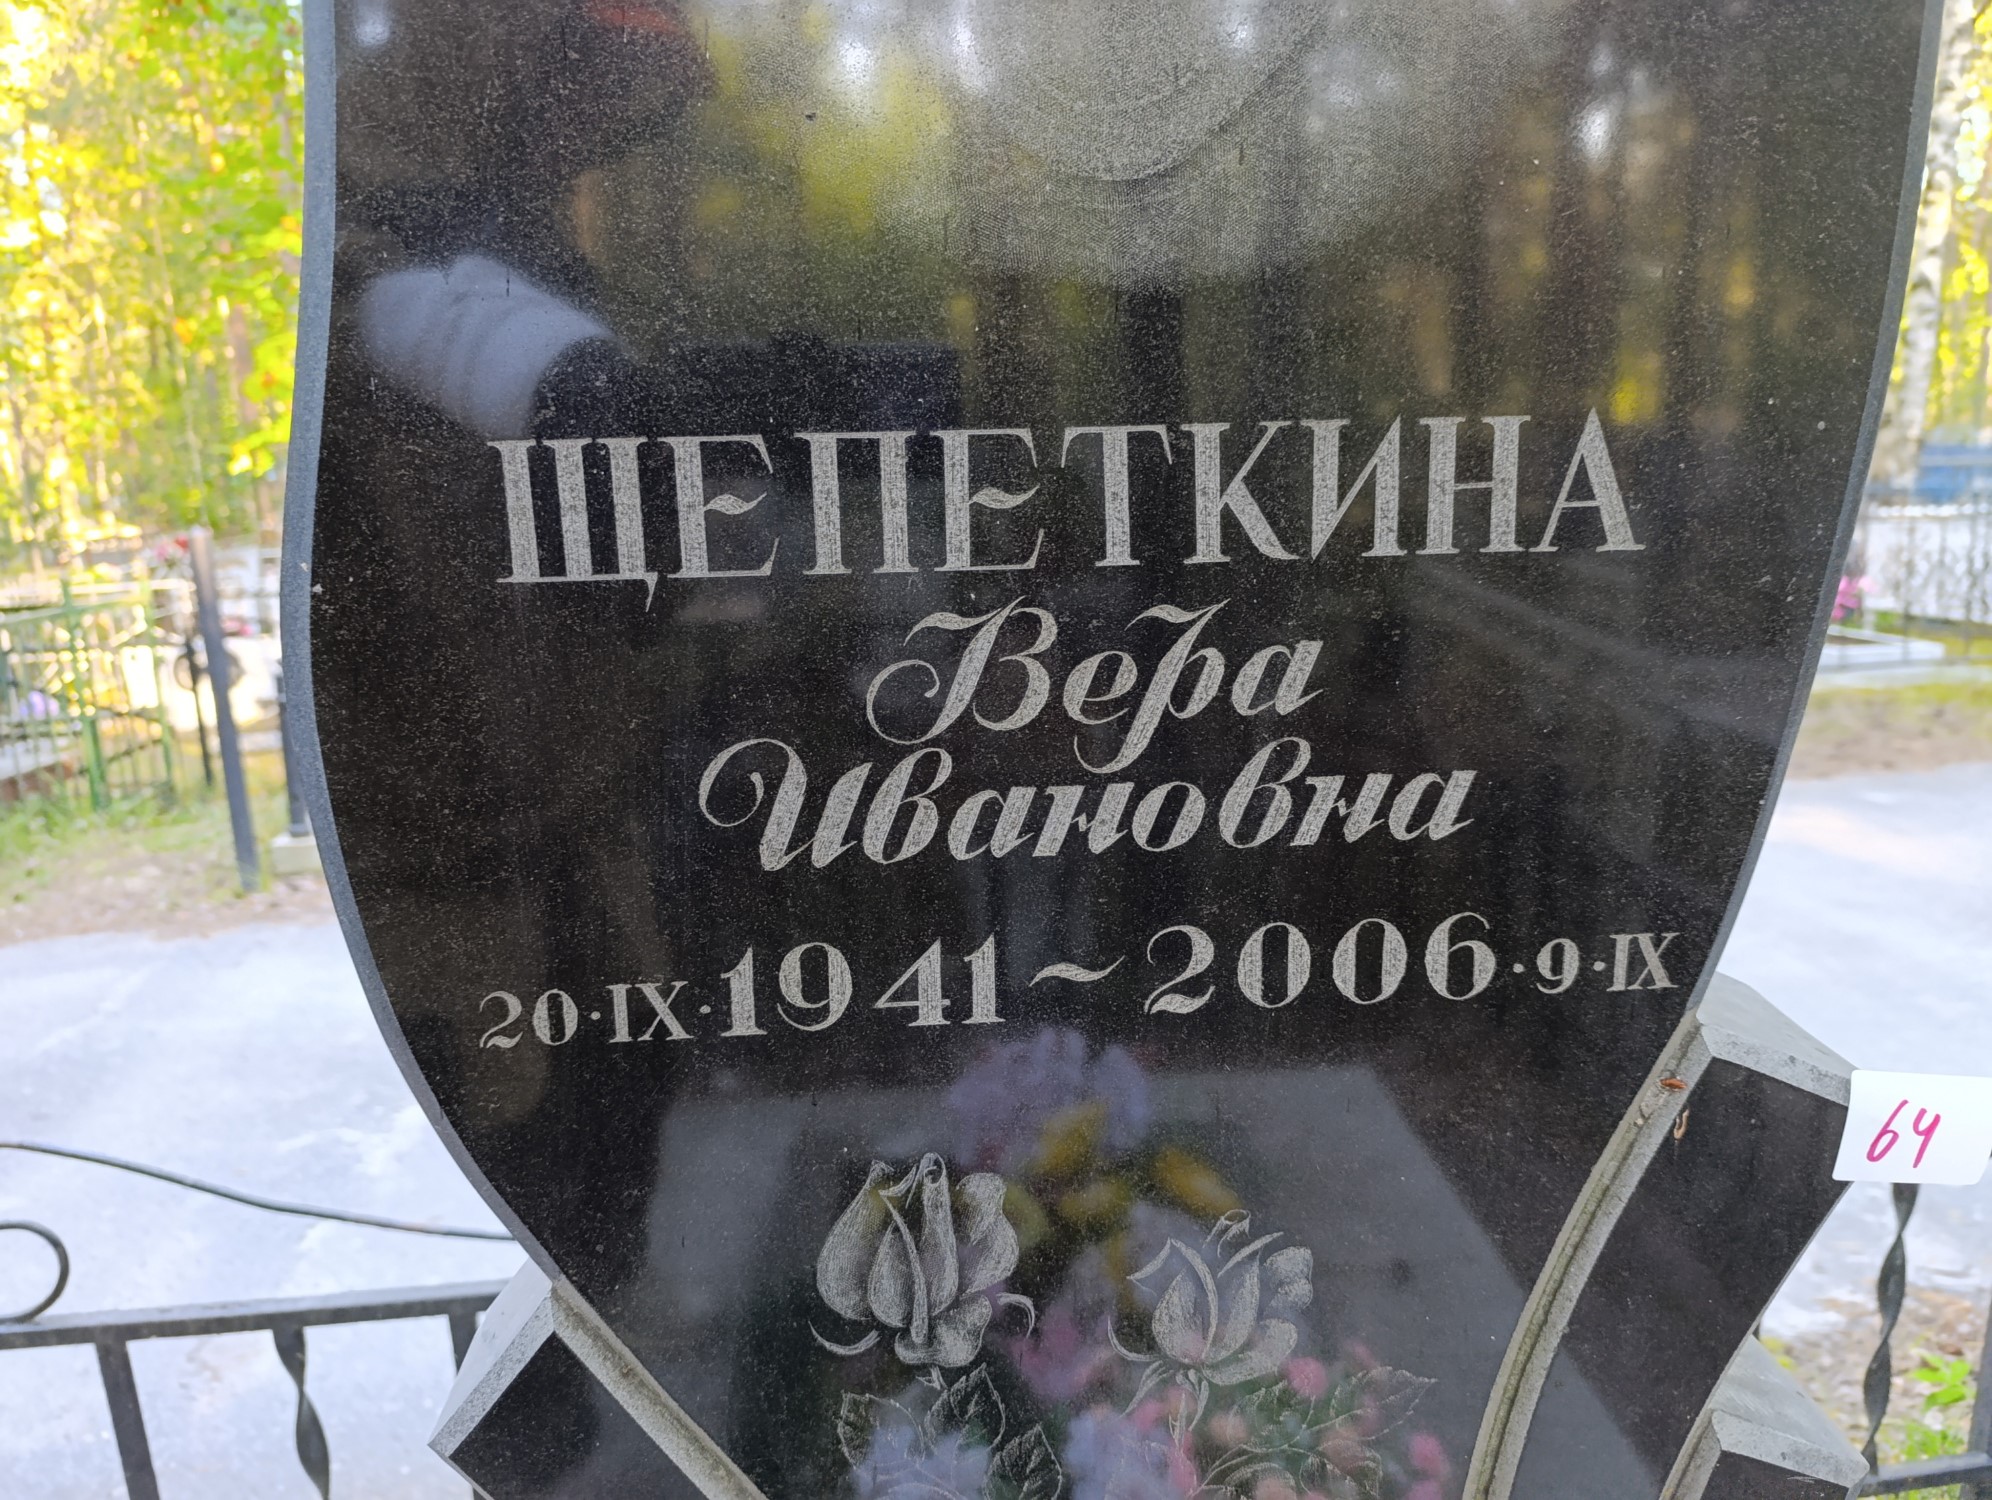 ЩЕПЕТКИНА
Вера
Ивановна
20·IX·1941~2006·9·IX
64